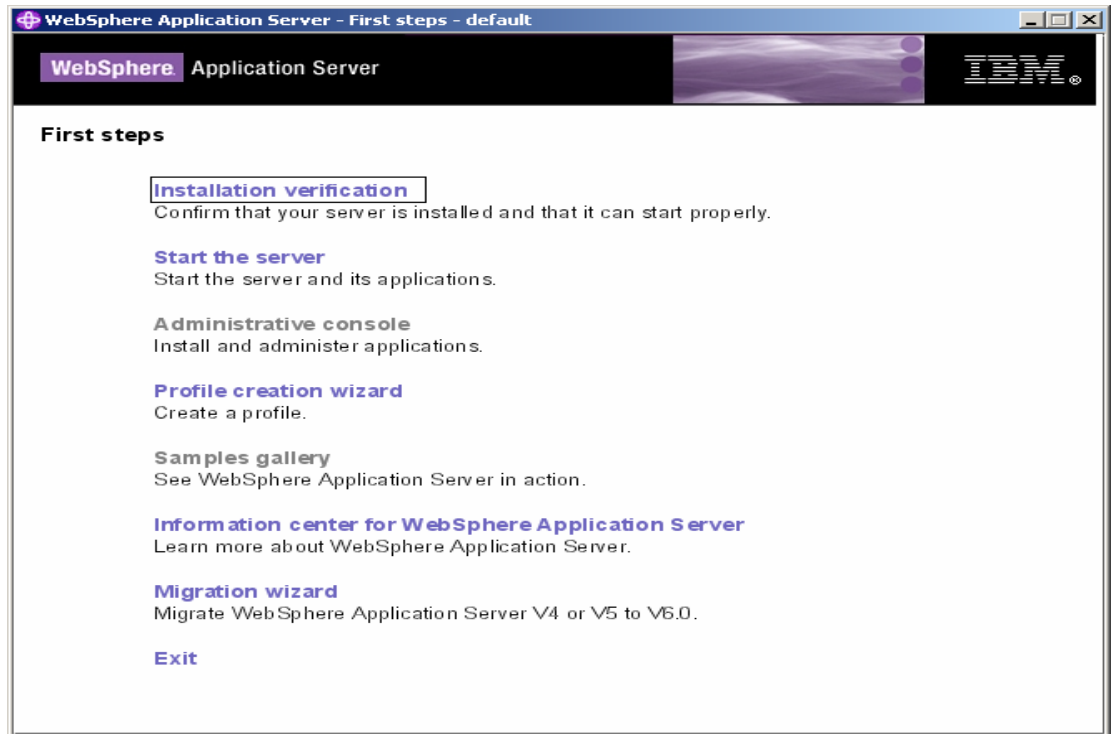 WebSphere Application Server - First steps - default
WebSphere Application Server
IBM®
First steps
Installation verification
Confirm that your server is installed and that it can start properly.
Start the server
Start the server and its applications.
Administrative console
Install and administer applications.
Profile creation wizard
Create a profile.
Samples gallery
See WebSphere Application Server in action.
Information center for WebSphere Application Server
Learn more about WebSphere Application Server.
Migration wizard
Migrate WebSphere Application Server V4 or V5 to V6.0.
Exit